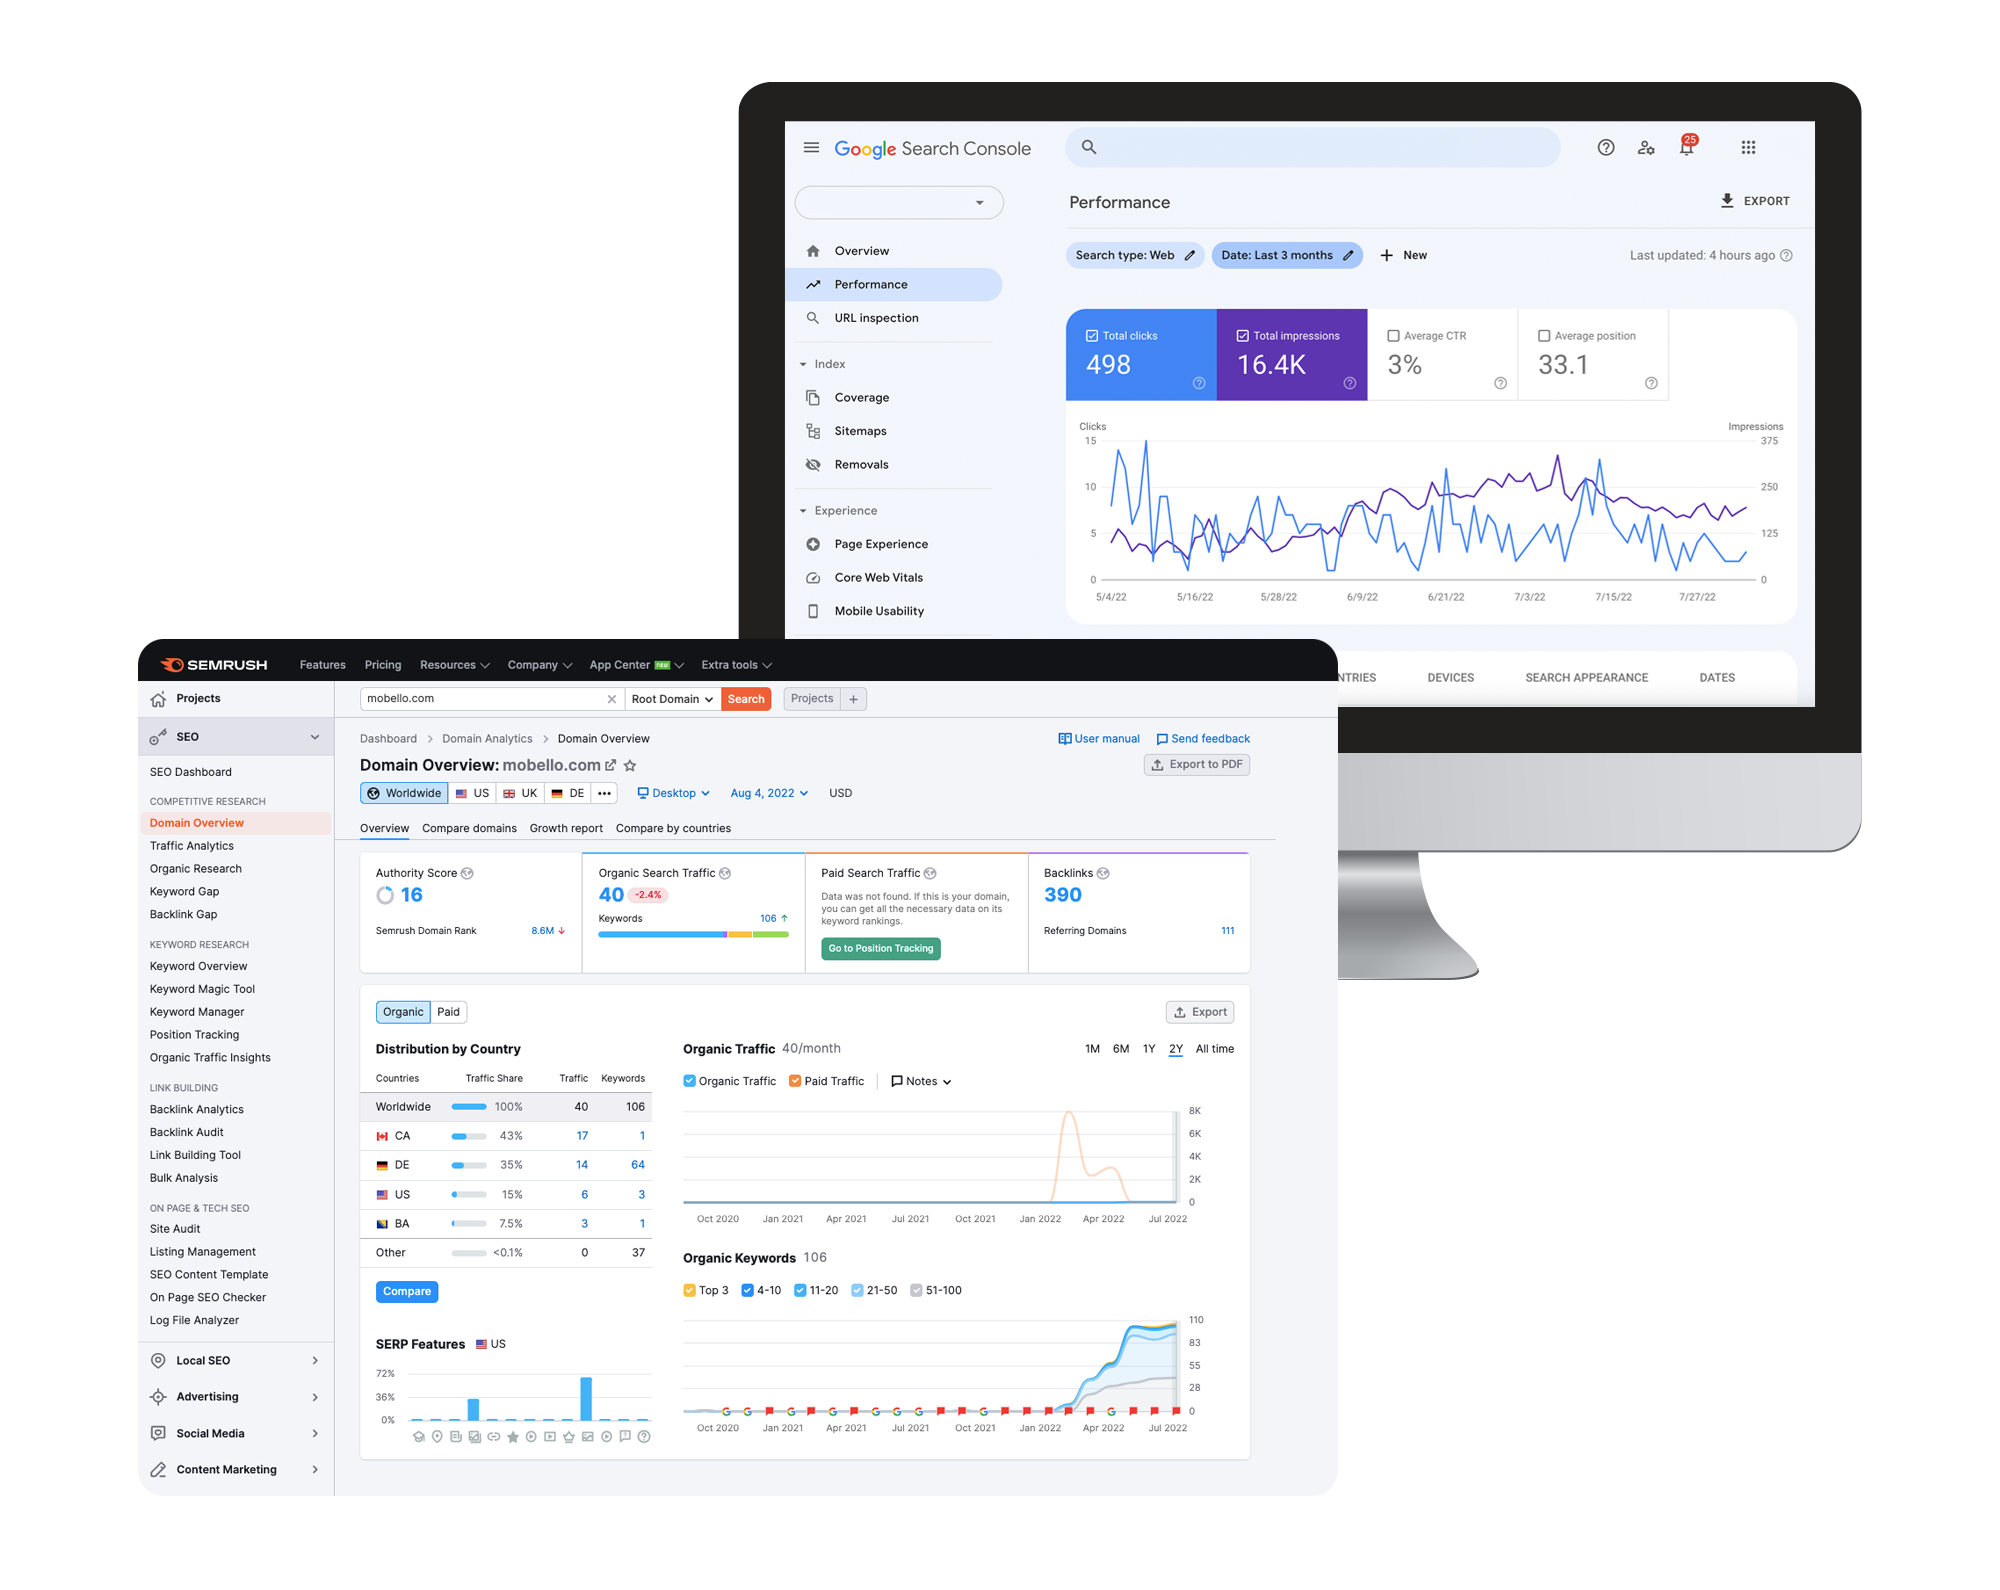 Google Search Console
25
Performance
EXPORT
Overview
Search type: Web
Date: Last 3 months
New
Last updated: 4 hours ago
Performance
URL inspection
Total clicks
498
Total impressions
16.4K
Average CTR
3%
Average position
33.1
Index
Coverage
Sitemaps
Removals
Experience
Page Experience
Core Web Vitals
Mobile Usability
Clicks
Impressions
15
375
10
250
5
125
0
0
5/4/22 5/16/22 5/28/22 6/9/22 6/21/22 7/3/22 7/15/22 7/27/22
NTRIES DEVICES SEARCH APPEARANCE DATES
SEMRUSH Features Pricing Resources Company App Center new Extra tools
Projects
mobello.com Root Domain Search Projects +
SEO
Dashboard Domain Analytics Domain Overview
User manual Send feedback
Domain Overview: mobello.com
Export to PDF
Worldwide US UK DE Desktop Aug 4, 2022 USD
Overview Compare domains Growth report Compare by countries
SEO Dashboard
COMPETITIVE RESEARCH
Domain Overview
Traffic Analytics
Organic Research
Keyword Gap
Backlink Gap
KEYWORD RESEARCH
Keyword Overview
Keyword Magic Tool
Keyword Manager
Position Tracking
Organic Traffic Insights
LINK BUILDING
Backlink Analytics
Backlink Audit
Link Building Tool
Bulk Analysis
ON PAGE & TECH SEO
Site Audit
Listing Management
SEO Content Template
On Page SEO Checker
Log File Analyzer
Local SEO
Advertising
Social Media
Content Marketing
Authority Score
16
Semrush Domain Rank 8.6M
Organic Search Traffic
40 -2.4%
Keywords 106
Paid Search Traffic
Data was not found. If this is your domain,
you can get all the necessary data on its
keyword rankings.
Go to Position Tracking
Backlinks
390
Referring Domains 111
Organic Paid
Export
Distribution by Country
Countries Traffic Share Traffic Keywords
Worldwide 100% 40 106
CA 43% 17 1
DE 35% 14 64
US 15% 6 3
BA 7.5% 3 1
Other <0.1% 0 37
Compare
SERP Features US
72%
36%
0%
Organic Traffic 40/month
1M 6M 1Y 2Y All time
Organic Traffic Paid Traffic Notes
8K
6K
4K
2K
0
Oct 2020 Jan 2021 Apr 2021 Jul 2021 Oct 2021 Jan 2022 Apr 2022 Jul 2022
Organic Keywords 106
Top 3 4-10 11-20 21-50 51-100
110
83
55
28
0
Oct 2020 Jan 2021 Apr 2021 Jul 2021 Oct 2021 Jan 2022 Apr 2022 Jul 2022